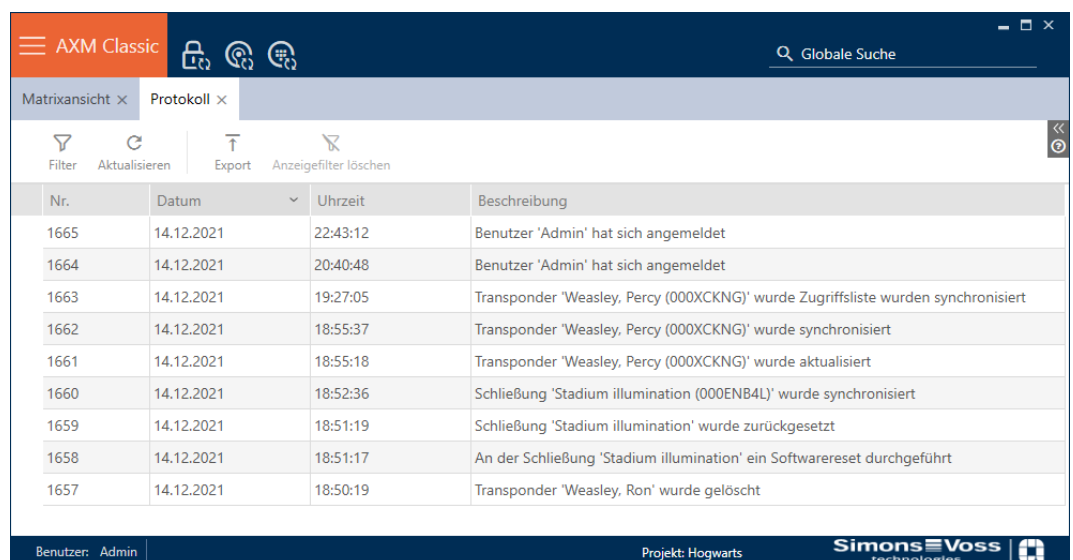 AXM Classic
Globale Suche
Matrixansicht Protokoll
Filter Aktualisieren Export Anzeigefilter löschen
Nr. Datum Uhrzeit Beschreibung
1665 14.12.2021 22:43:12 Benutzer 'Admin' hat sich angemeldet
1664 14.12.2021 20:40:48 Benutzer 'Admin' hat sich angemeldet
1663 14.12.2021 19:27:05 Transponder 'Weasley, Percy (000XCKNG)' wurde Zugriffsliste wurden synchronisiert
1662 14.12.2021 18:55:37 Transponder 'Weasley, Percy (000XCKNG)' wurde synchronisiert
1661 14.12.2021 18:55:18 Transponder 'Weasley, Percy (000XCKNG)' wurde aktualisiert
1660 14.12.2021 18:52:36 Schließung 'Stadium illumination (000ENB4L)' wurde synchronisiert
1659 14.12.2021 18:51:19 Schließung 'Stadium illumination' wurde zurückgesetzt
1658 14.12.2021 18:51:17 An der Schließung 'Stadium illumination' ein Softwarereset durchgeführt
1657 14.12.2021 18:50:19 Transponder 'Weasley, Ron' wurde gelöscht
Benutzer: Admin Projekt: Hogwarts SimonsVoss
technologies